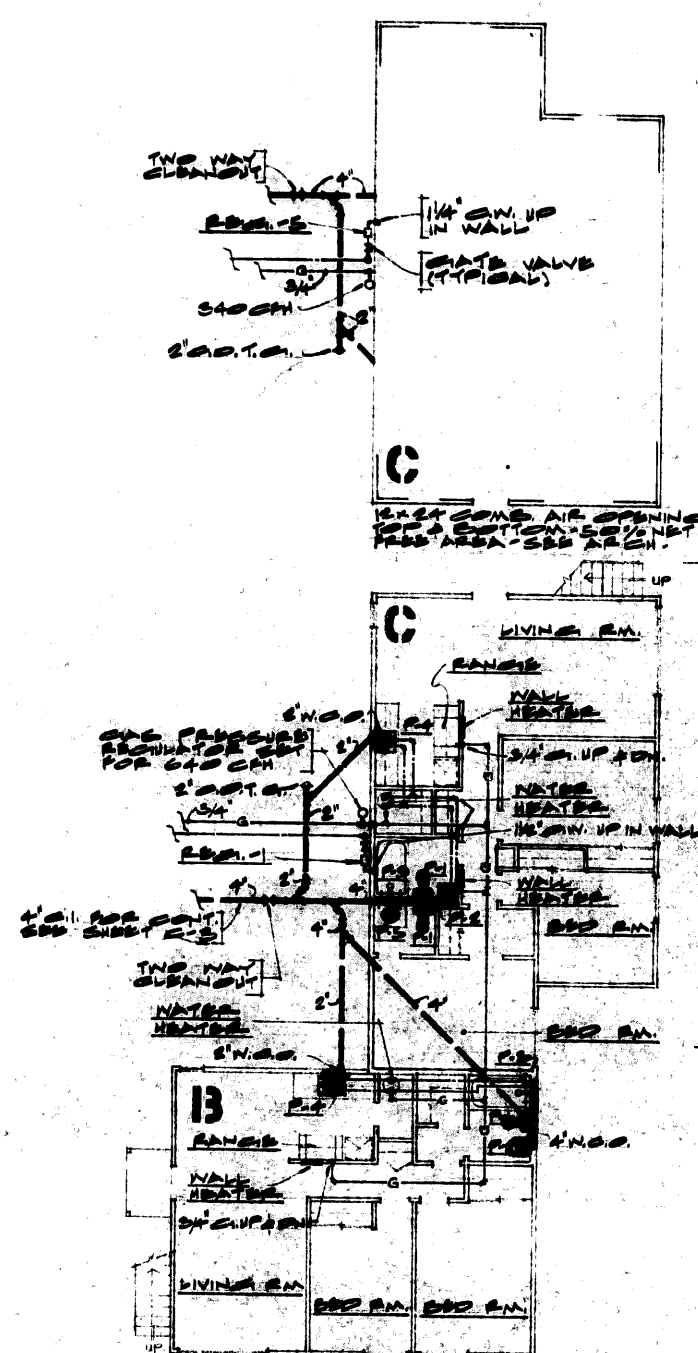 TWO WAY
CLEANOUT
4"
REG.-5
1 1/4" C.W. UP
IN WALL
GATE VALVE
(TYPICAL)
G
3/4"
340 CFH
2"
2" C.O.T.G.
C
12x24 COMB. AIR OPENING
TOP & BOTTOM-50% NET
FREE AREA-SEE ARCH.
UP
C
LIVING RM.
RANGE
2" W.C.O.
P-4
WALL
HEATER
GAS PRESSURE
REGULATOR SET
FOR 640 CFH
2"
3/4" G. UP & DN.
2" C.O.T.G.
WATER
HEATER
3/4"
G
2"
1 1/2" C.W. UP IN WALL
REG.-1
2"
WALL
HEATER
4"
4"
P-2
4" C.I. FOR CONT.
SEE SHEET
4"
BED RM.
TWO WAY
CLEANOUT
2"
4"
WATER
HEATER
BED RM.
2" W.C.O.
B
P-4
G
4" W.C.O.
RANGE
WALL
HEATER
G
3/4" G. UP & DN
LIVING RM
BED RM.
BED RM.
UP